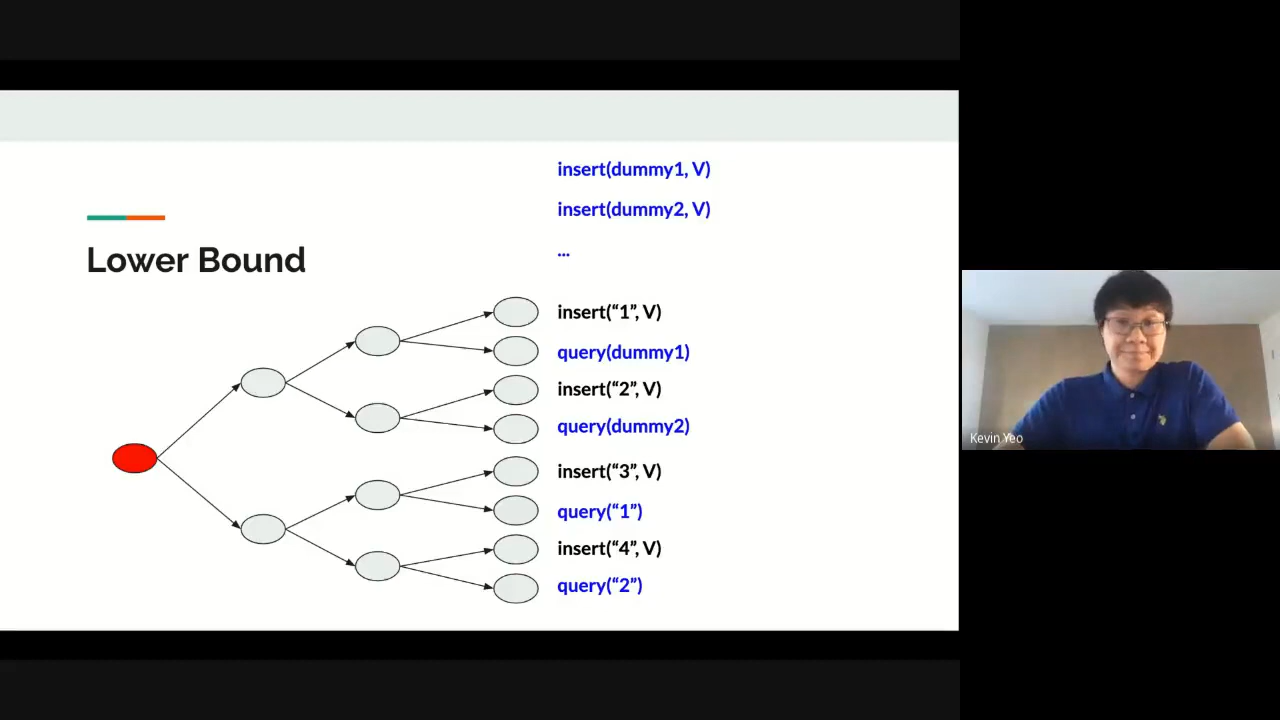 insert(dummy1, V)
insert(dummy2, V)
...
Lower Bound
insert(“1”, V)
query(dummy1)
insert(“2”, V)
query(dummy2)
insert(“3”, V)
query(“1”)
insert(“4”, V)
query(“2”)
Kevin Yeo